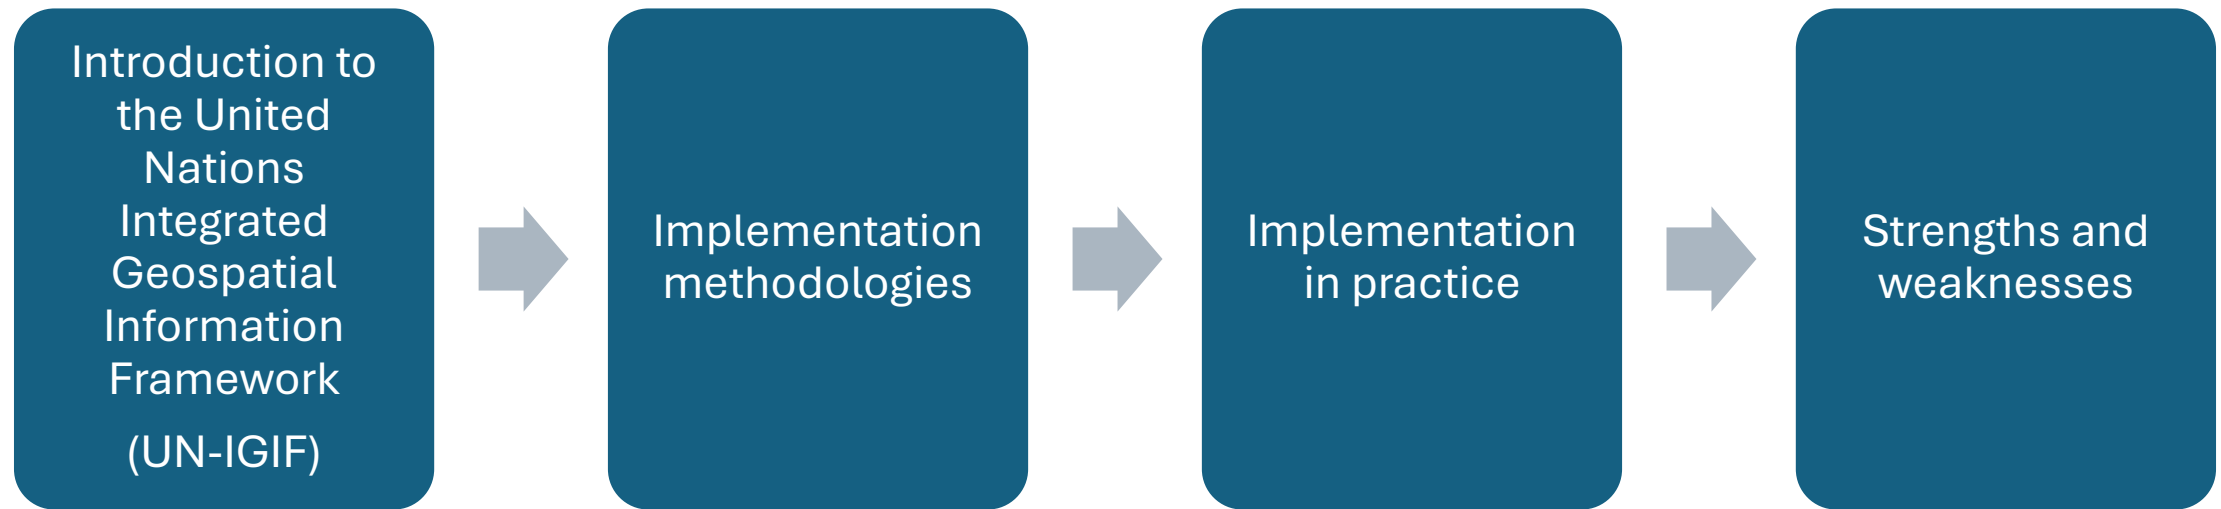 Introduction to
the United
Nations
Integrated
Geospatial
Information
Framework
(UN-IGIF)
Implementation
methodologies
Implementation
in practice
Strengths and
weaknesses